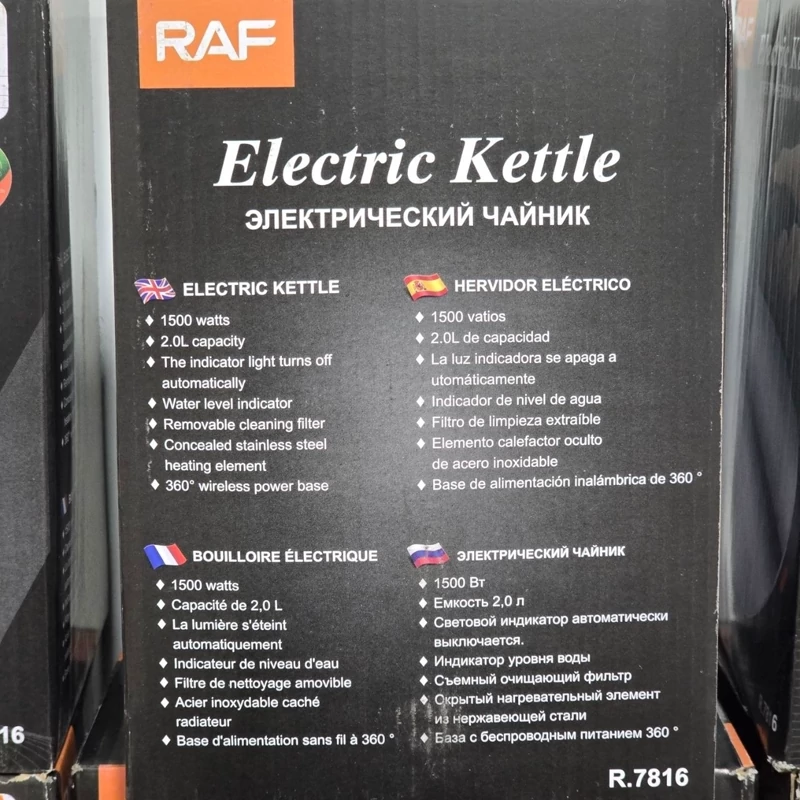 RAF
Electric Kettle
ЭЛЕКТРИЧЕСКИЙ ЧАЙНИК
ELECTRIC KETTLE
♦ 1500 watts
♦ 2.0L capacity
♦ The indicator light turns off
automatically
♦ Water level indicator
♦ Removable cleaning filter
♦ Concealed stainless steel
heating element
♦ 360° wireless power base
HERVIDOR ELÉCTRICO
♦ 1500 vatios
♦ 2.0L de capacidad
♦ La luz indicadora se apaga a
utomáticamente
♦ Indicador de nivel de agua
♦ Filtro de limpieza extraíble
♦ Elemento calefactor oculto
de acero inoxidable
♦ Base de alimentación inalámbrica de 360 °
BOUILLOIRE ÉLECTRIQUE
♦ 1500 watts
♦ Capacité de 2,0 L
♦ La lumière s'éteint
automatiquement
♦ Indicateur de niveau d'eau
♦ Filtre de nettoyage amovible
♦ Acier inoxydable caché
radiateur
♦ Base d'alimentation sans fil à 360 °
ЭЛЕКТРИЧЕСКИЙ ЧАЙНИК
♦ 1500 Вт
♦ Емкость 2,0 л
♦ Световой индикатор автоматически
выключается.
♦ Индикатор уровня воды
♦ Съемный очищающий фильтр
♦ Скрытый нагревательный элемент
из нержавеющей стали
♦ База с беспроводным питанием 360 °
R.7816
16